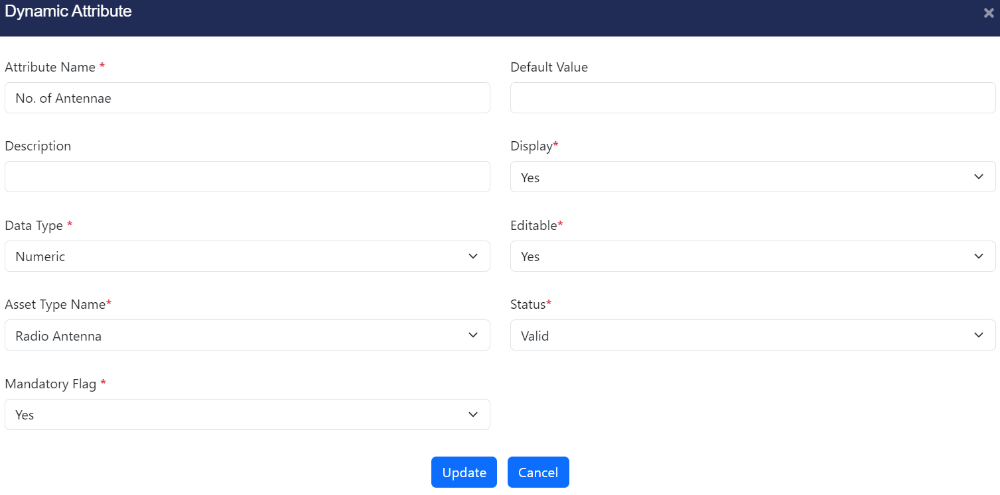 Dynamic Attribute
Attribute Name *
Default Value
No. of Antennae
Description
Display*
Yes
Data Type *
Editable*
Numeric
Yes
Asset Type Name*
Status*
Radio Antenna
Valid
Mandatory Flag *
Yes
Update
Cancel